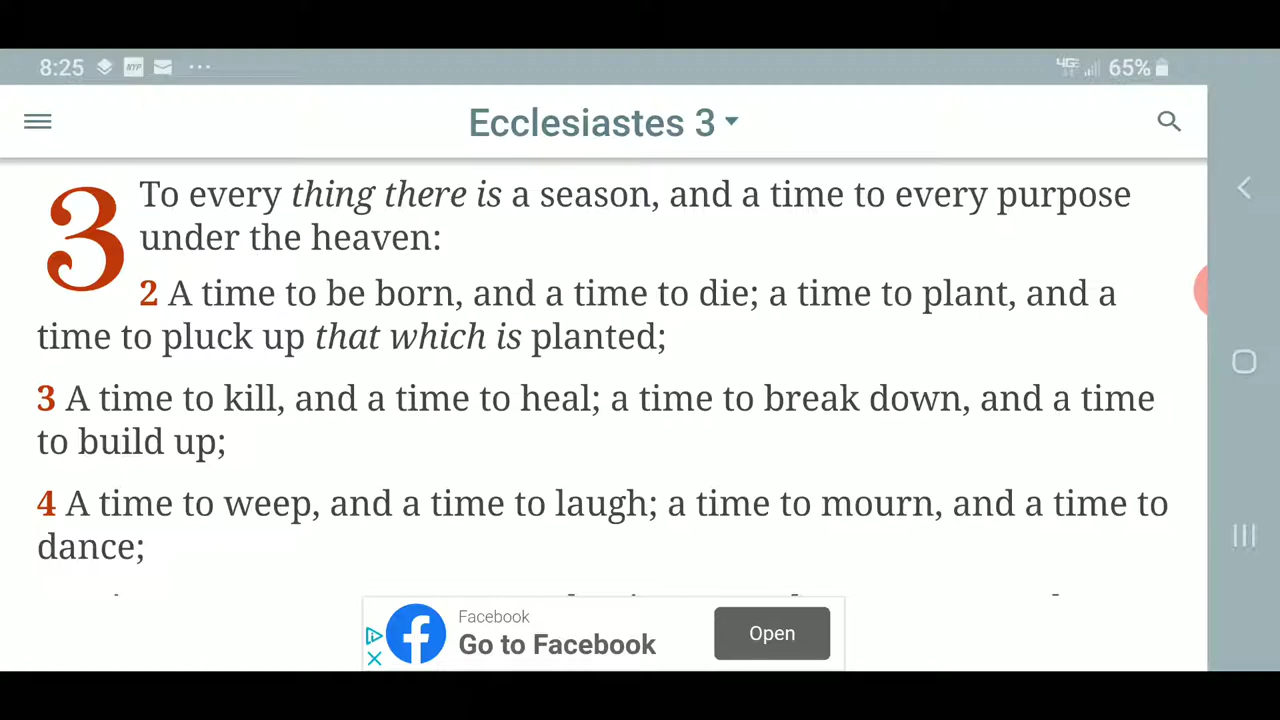 8:25 NYP ... 4GE 65%
Ecclesiastes 3
3 To every thing there is a season, and a time to every purpose
under the heaven:
2 A time to be born, and a time to die; a time to plant, and a
time to pluck up that which is planted;
3 A time to kill, and a time to heal; a time to break down, and a time
to build up;
4 A time to weep, and a time to laugh; a time to mourn, and a time to
dance;
Facebook
Go to Facebook
Open